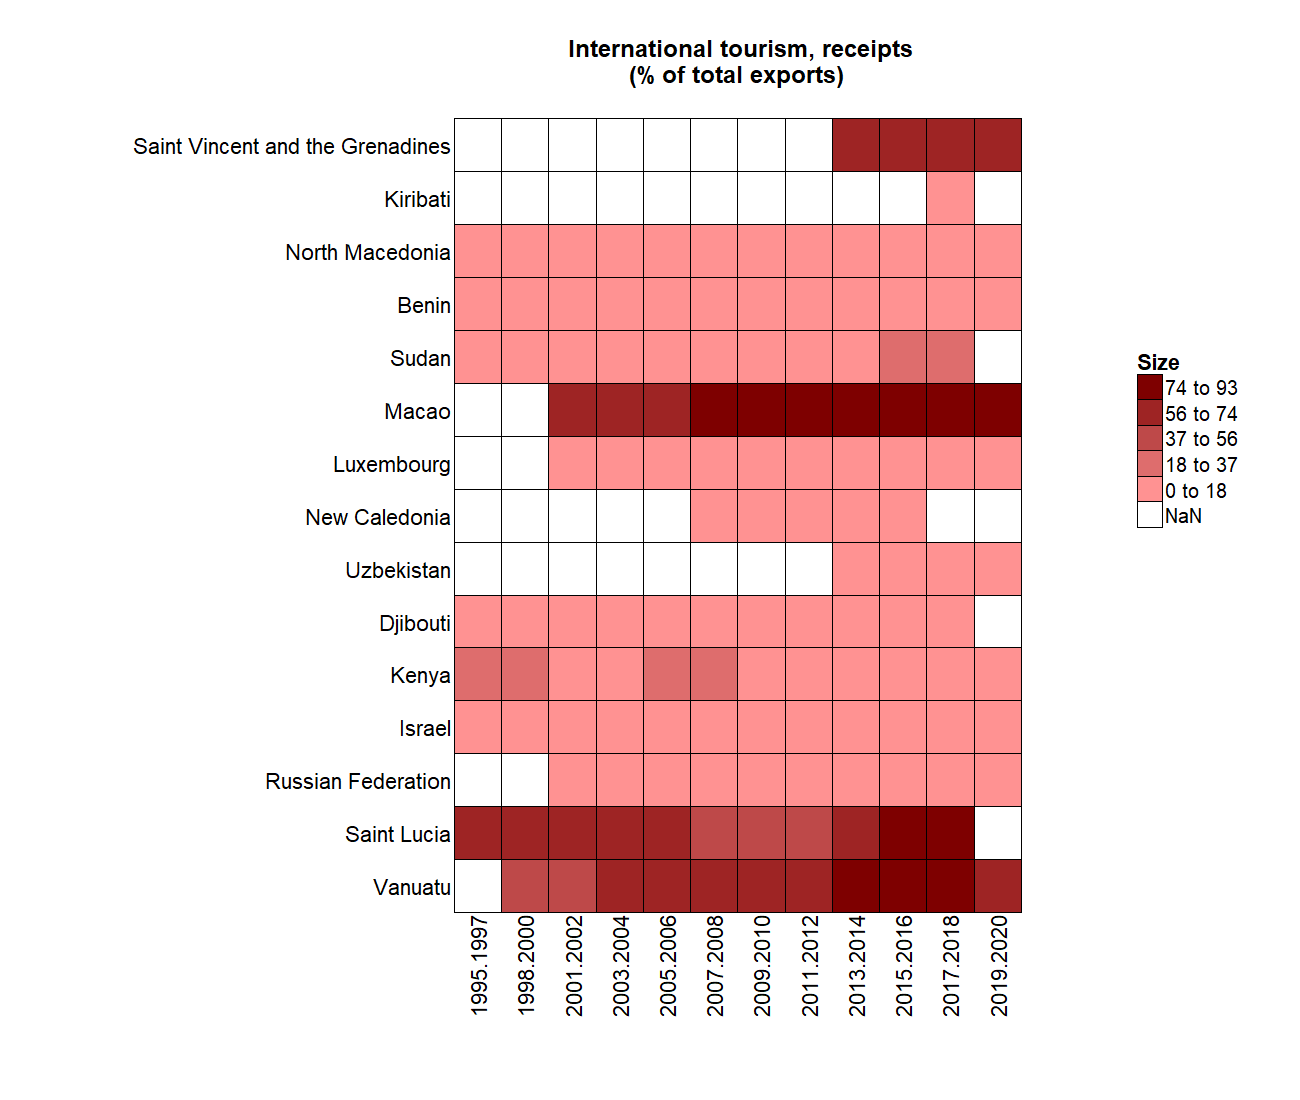 International tourism, receipts
(% of total exports)
Saint Vincent and the Grenadines
Kiribati
North Macedonia
Benin
Sudan
Macao
Luxembourg
New Caledonia
Uzbekistan
Djibouti
Kenya
Israel
Russian Federation
Saint Lucia
Vanuatu
1995.1997
1998.2000
2001.2002
2003.2004
2005.2006
2007.2008
2009.2010
2011.2012
2013.2014
2015.2016
2017.2018
2019.2020
Size
74 to 93
56 to 74
37 to 56
18 to 37
0 to 18
NaN